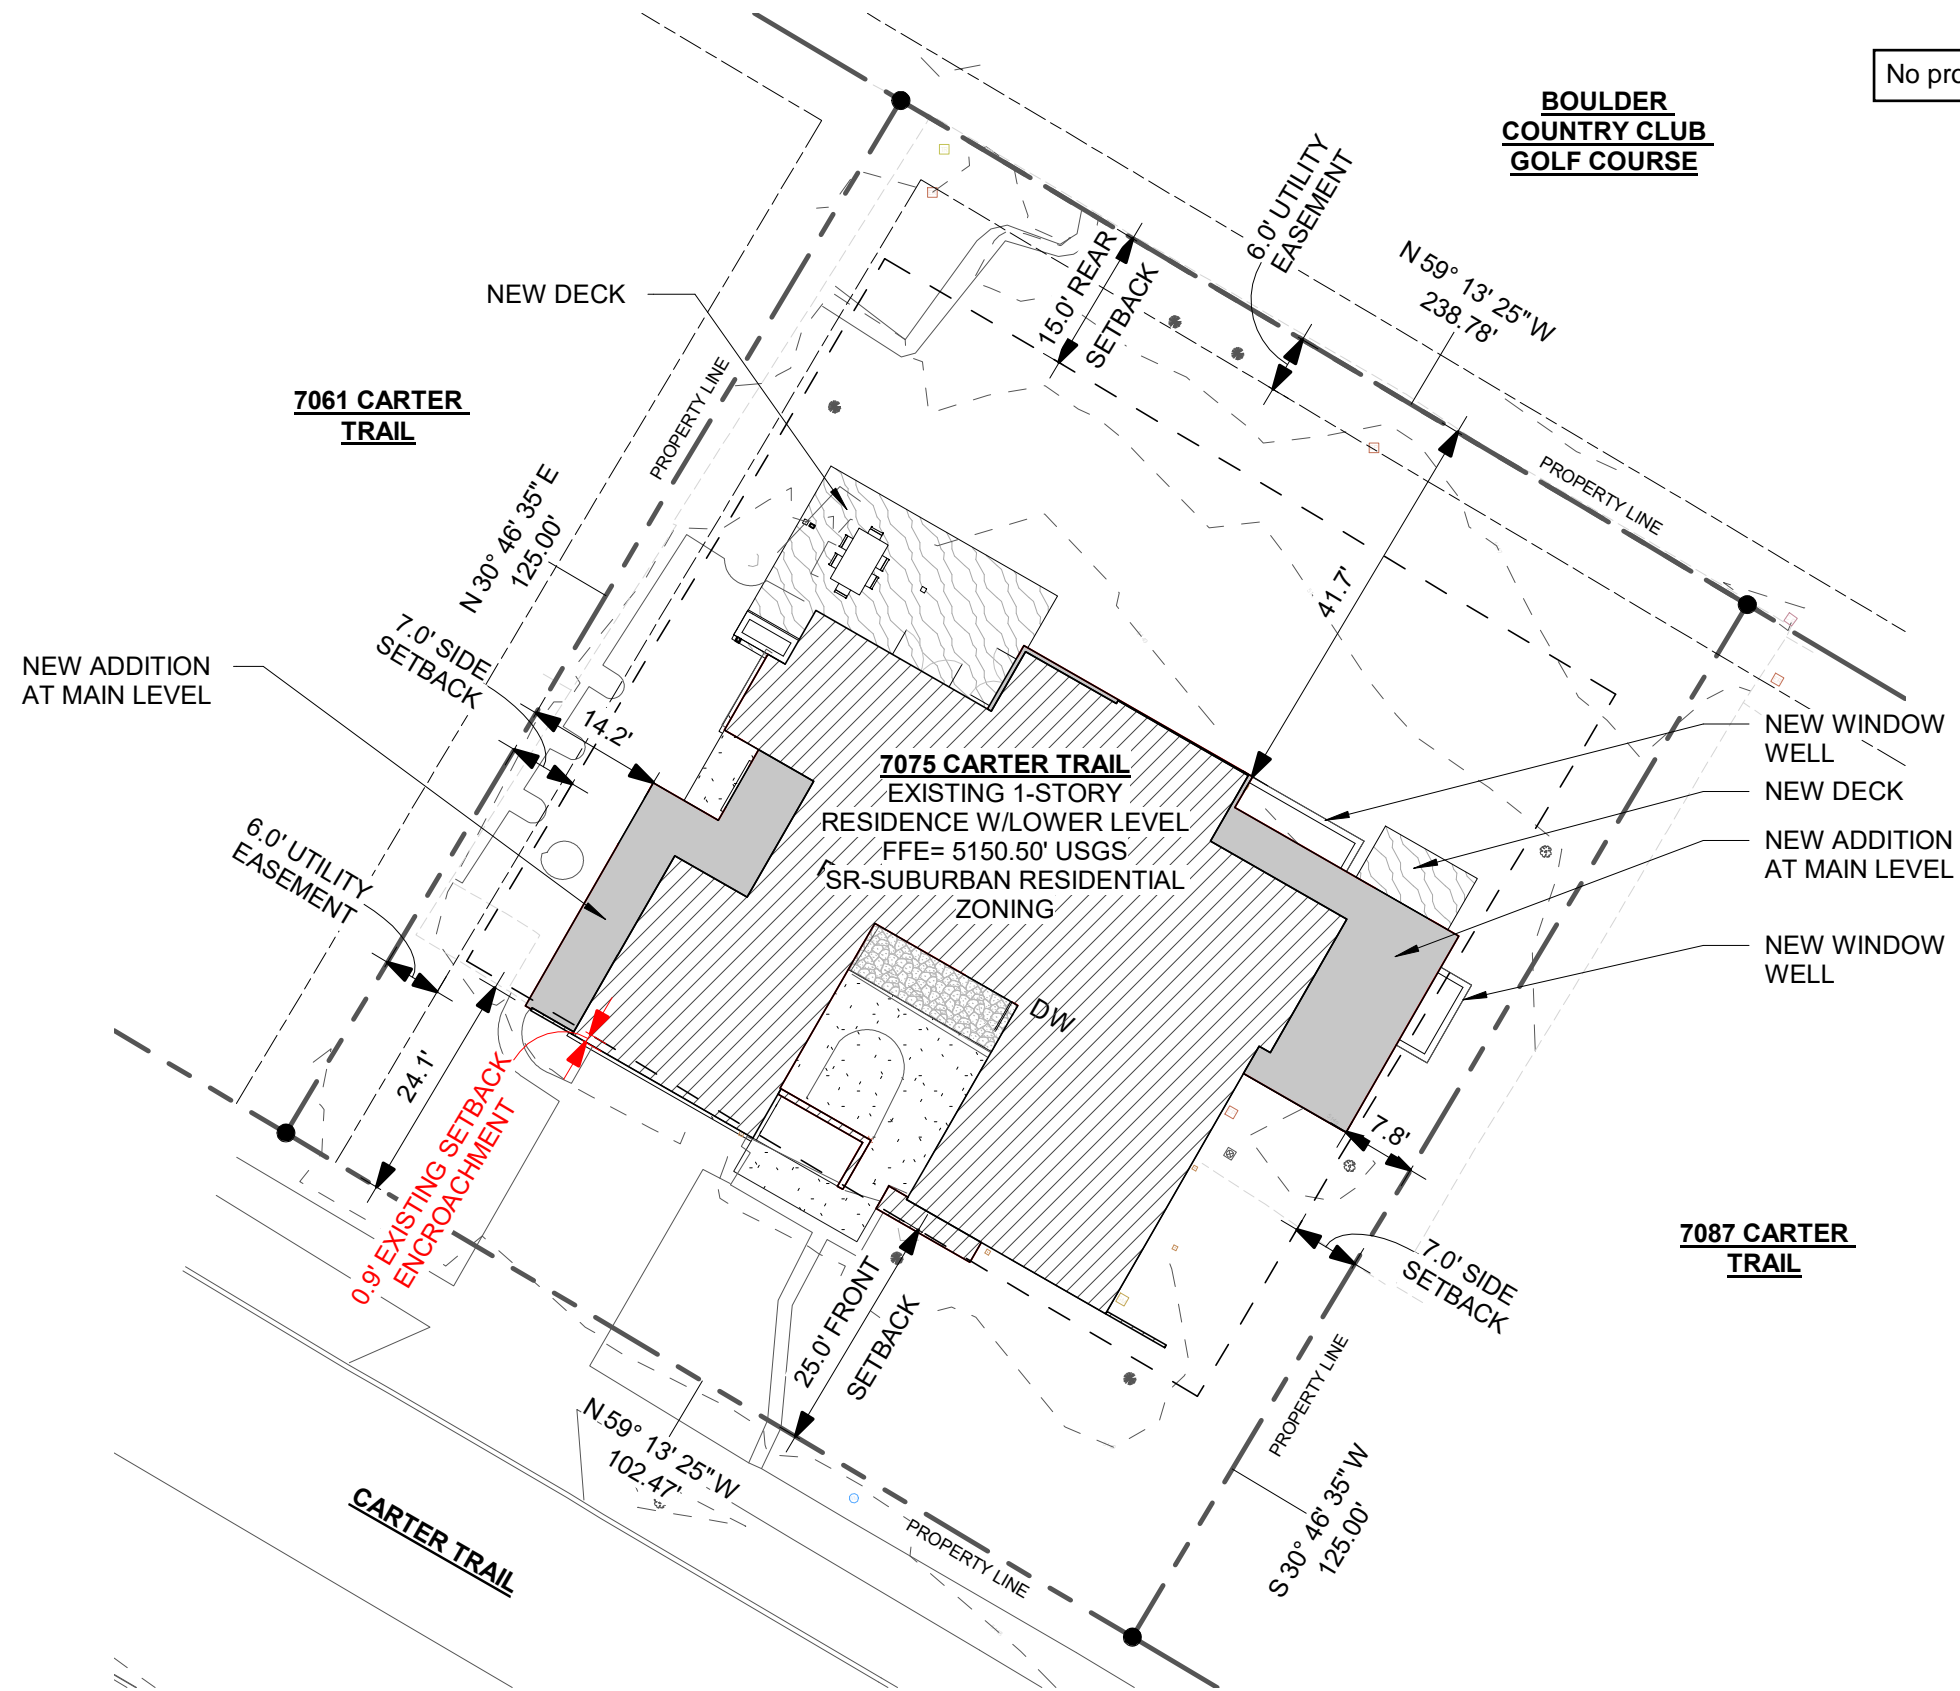 No pro
BOULDER
COUNTRY CLUB
GOLF COURSE
6.0' UTILITY
EASEMENT
N 59° 13' 25" W
238.78'
15.0' REAR
SETBACK
NEW DECK
PROPERTY LINE
7061 CARTER
TRAIL
N 30° 46' 35" E
125.00'
PROPERTY LINE
41.7'
7.0' SIDE
SETBACK
NEW ADDITION
AT MAIN LEVEL
14.2'
7075 CARTER TRAIL
EXISTING 1-STORY
RESIDENCE W/LOWER LEVEL
FFE= 5150.50' USGS
SR-SUBURBAN RESIDENTIAL
ZONING
NEW WINDOW
WELL
NEW DECK
NEW ADDITION
AT MAIN LEVEL
NEW WINDOW
WELL
6.0' UTILITY
EASEMENT
DW
24.1'
0.9' EXISTING SETBACK
ENCROACHMENT
7.8'
7087 CARTER
TRAIL
7.0' SIDE
SETBACK
25.0' FRONT
SETBACK
PROPERTY LINE
N 59° 13' 25" W
102.47'
S 30° 46' 35" W
125.00'
CARTER TRAIL
PROPERTY LINE